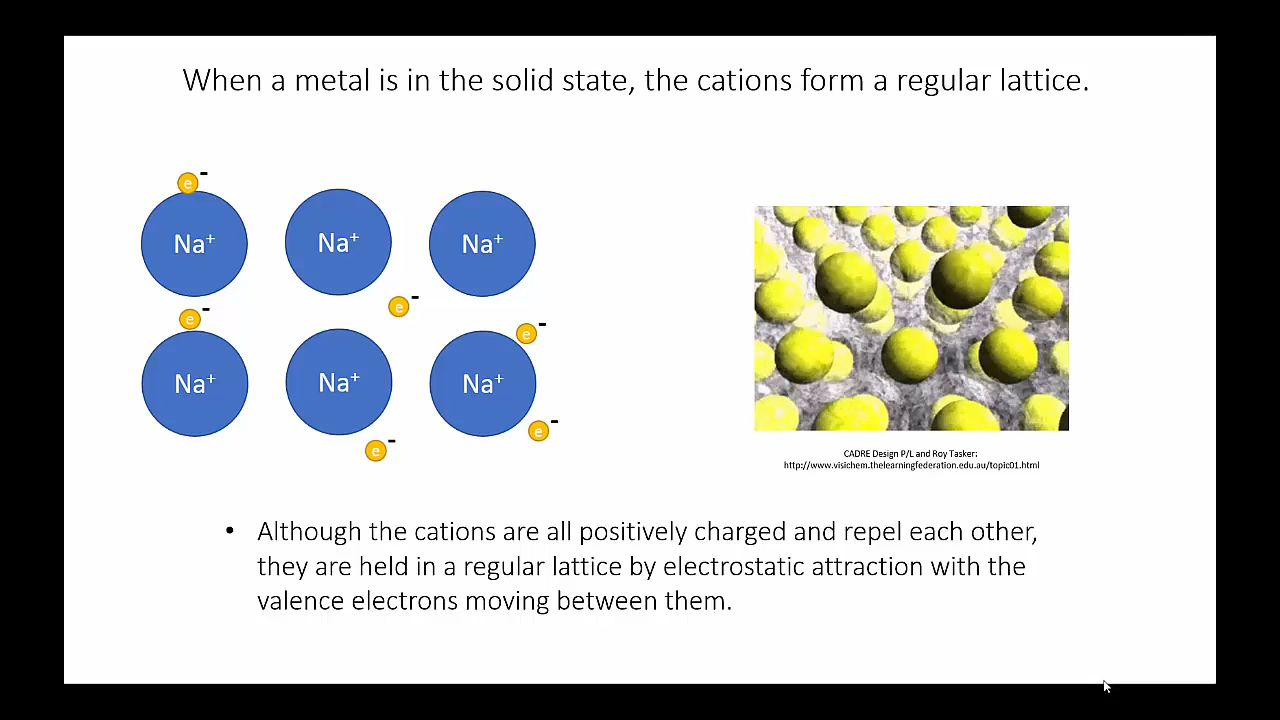 When a metal is in the solid state, the cations form a regular lattice.
e-
Na+ Na+ Na+
e- e- e-
Na+ Na+ Na+
e- e-
CADRE Design P/L and Roy Tasker:
http://www.visichem.thelearningfederation.edu.au/topic01.html
• Although the cations are all positively charged and repel each other,
they are held in a regular lattice by electrostatic attraction with the
valence electrons moving between them.